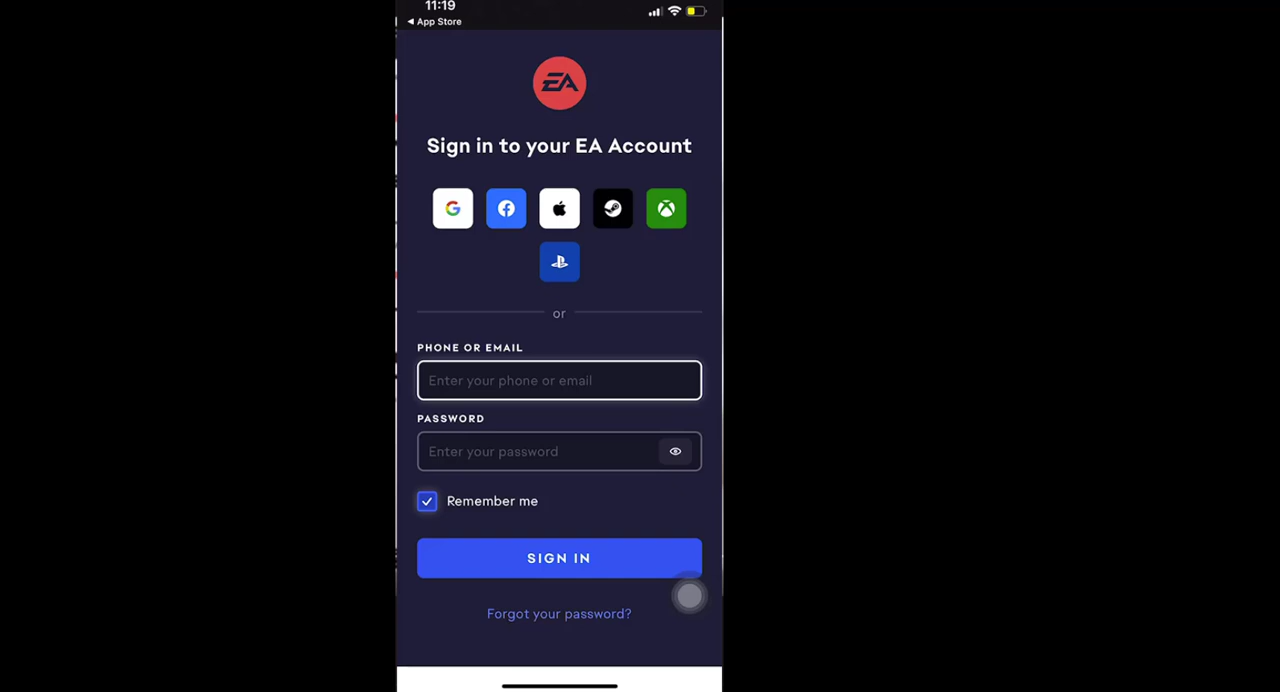 11:19
◀ App Store
EA
Sign in to your EA Account
or
PHONE OR EMAIL
Enter your phone or email
PASSWORD
Enter your password
Remember me
SIGN IN
Forgot your password?